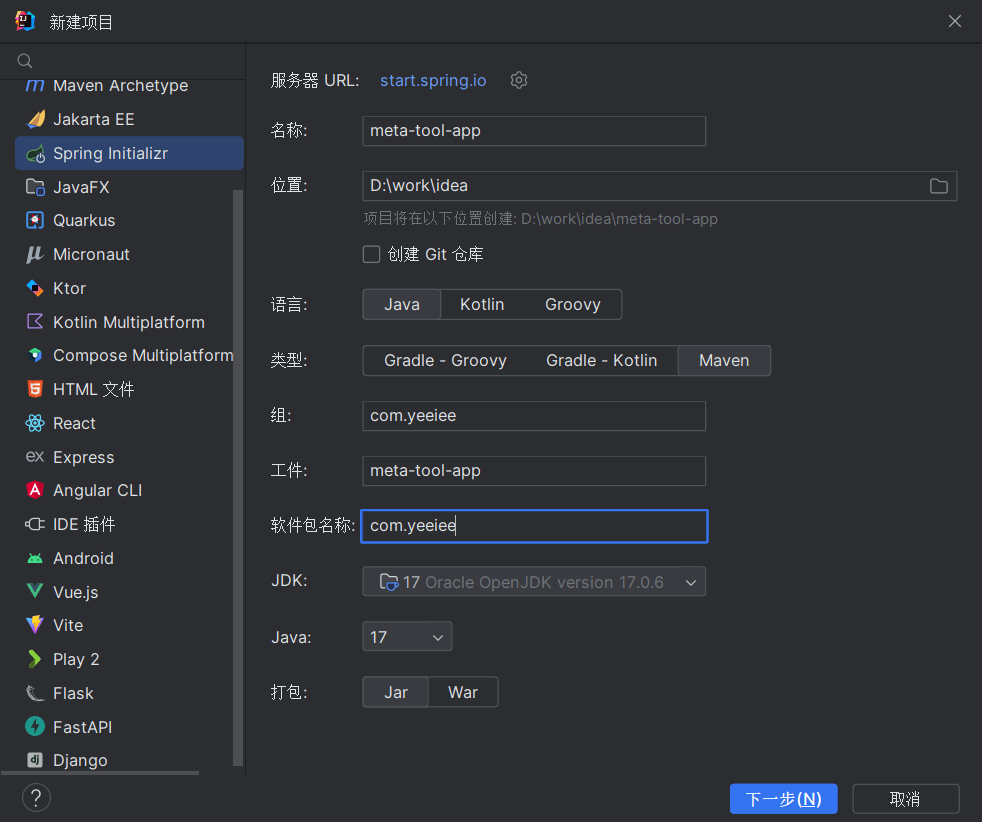 新建项目
Maven Archetype
Jakarta EE
Spring Initializr
JavaFX
Quarkus
Micronaut
Ktor
Kotlin Multiplatform
Compose Multiplatform
HTML 文件
React
Express
Angular CLI
IDE 插件
Android
Vue.js
Vite
Play 2
Flask
FastAPI
Django
服务器 URL: start.spring.io
名称: meta-tool-app
位置: D:\work\idea
项目将在以下位置创建: D:\work\idea\meta-tool-app
创建 Git 仓库
语言: Java Kotlin Groovy
类型: Gradle - Groovy Gradle - Kotlin Maven
组: com.yeeiee
工件: meta-tool-app
软件包名称: com.yeeiee
JDK: 17 Oracle OpenJDK version 17.0.6
Java: 17
打包: Jar War
? 下一步(N) 取消